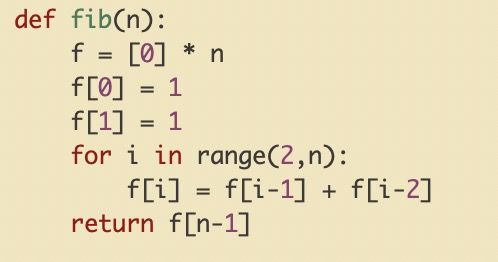 def fib(n):
    f = [0] * n
    f[0] = 1
    f[1] = 1
    for i in range(2,n):
        f[i] = f[i-1] + f[i-2]
    return f[n-1]